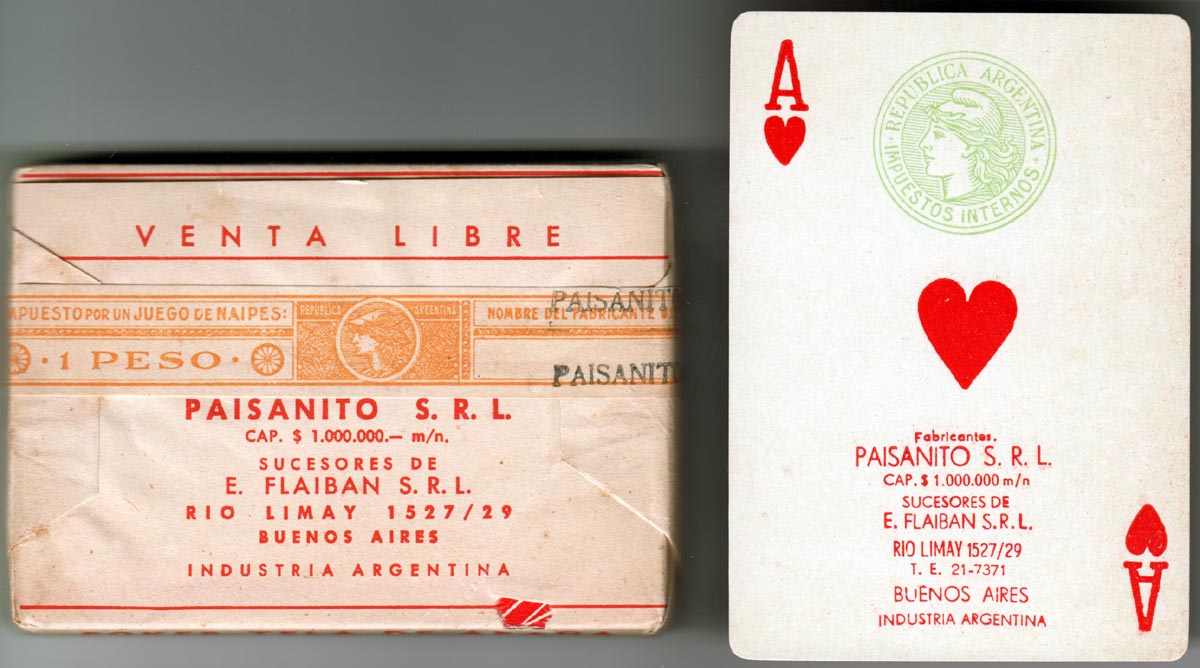 VENTA LIBRE
IMPUESTO POR UN JUEGO DE NAIPES:
REPUBLICA ARGENTINA
NOMBRE DEL FABRICANTE
PAISANIT
· 1 PESO ·
PAISANIT
PAISANITO S. R. L.
CAP. $ 1.000.000.— m/n.
SUCESORES DE
E. FLAIBAN S. R. L.
RIO LIMAY 1527/29
BUENOS AIRES
INDUSTRIA ARGENTINA
A
· REPUBLICA ARGENTINA ·
IMPUESTOS INTERNOS
Fabricantes.
PAISANITO S. R. L.
CAP. $ 1.000.000 m/n
SUCESORES DE
E. FLAIBAN S.R.L.
RIO LIMAY 1527/29
T. E. 21-7371
BUENOS AIRES
INDUSTRIA ARGENTINA
A